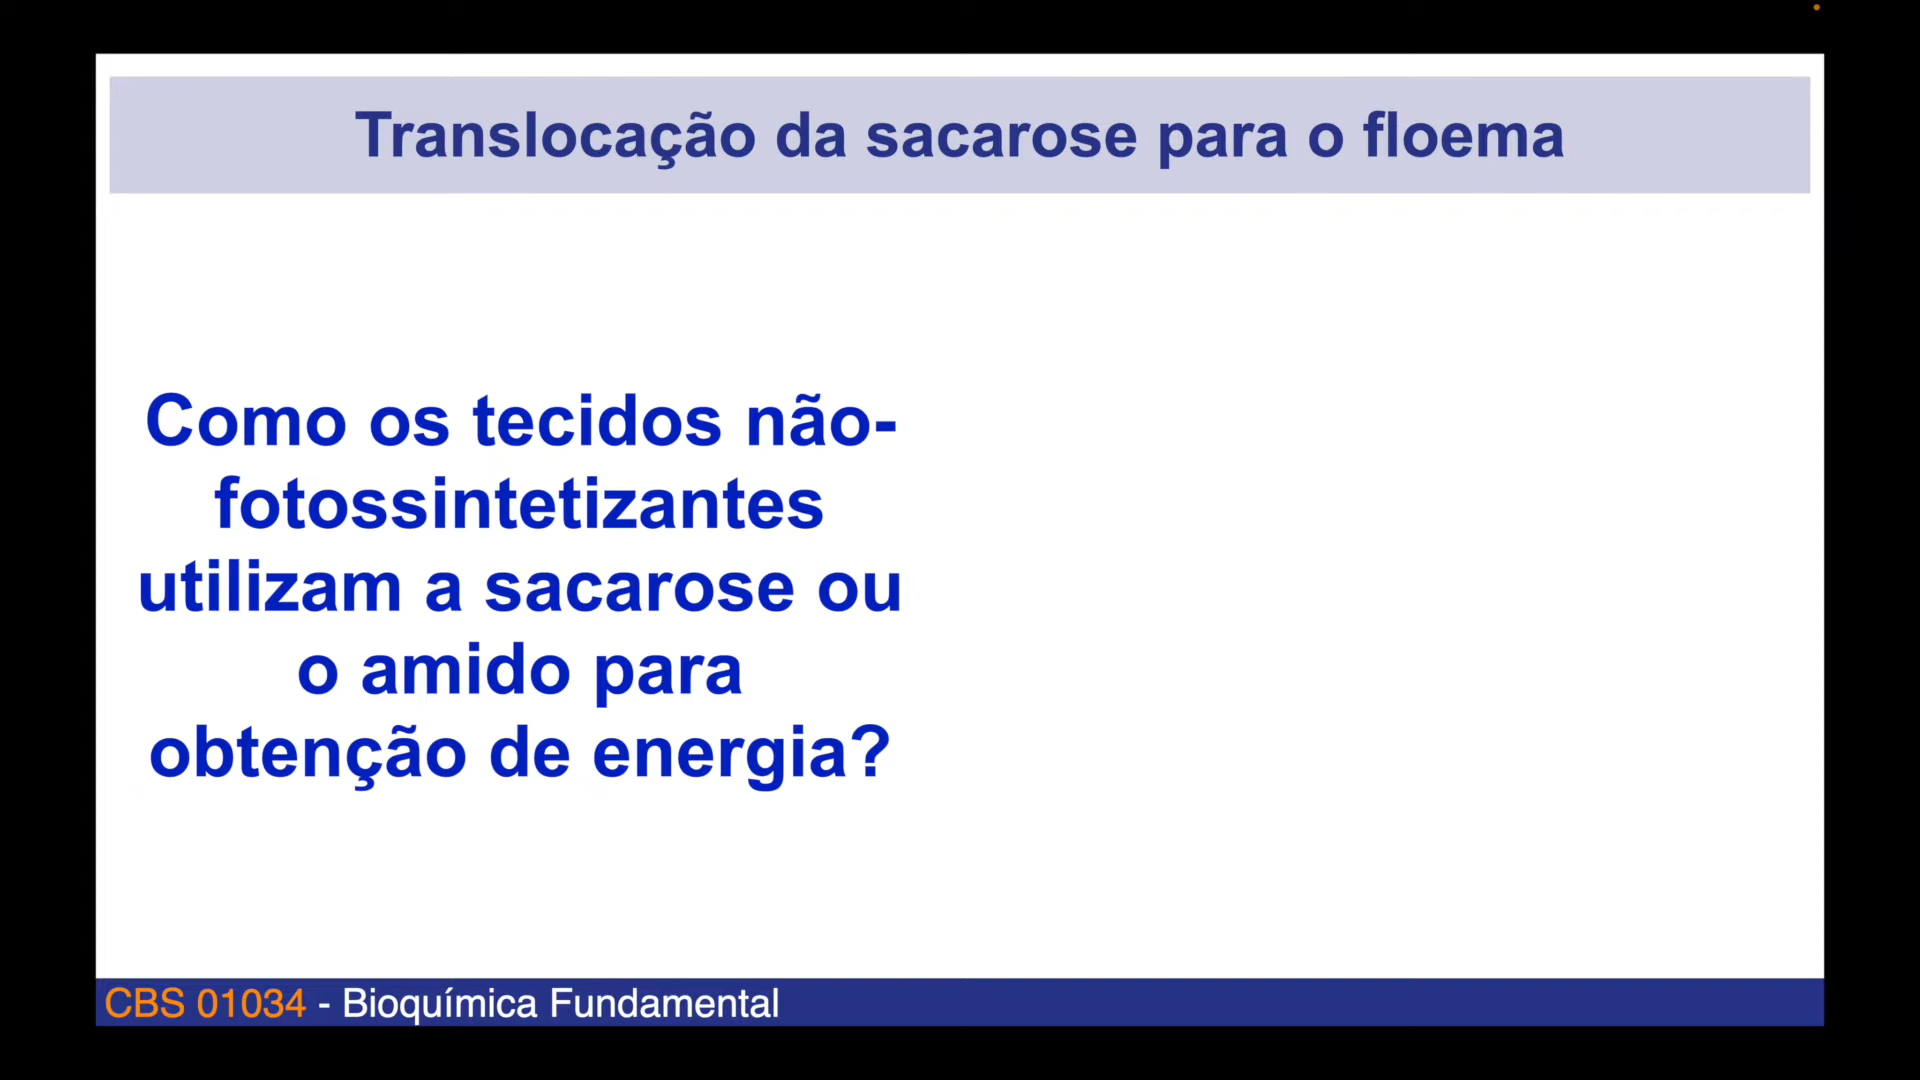 Translocação da sacarose para o floema
Como os tecidos não-
fotossintetizantes
utilizam a sacarose ou
o amido para
obtenção de energia?
CBS 01034 - Bioquímica Fundamental